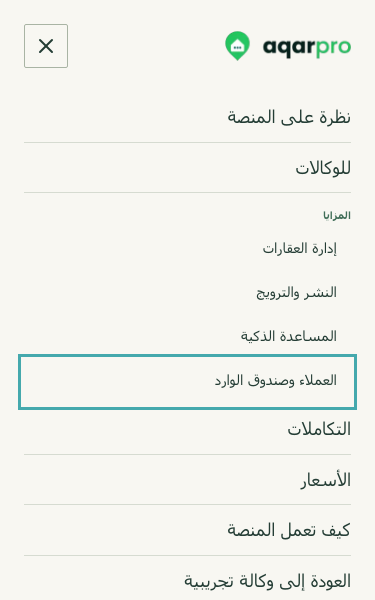 aqarpro
نظرة على المنصة
للوكالات
المزايا
إدارة العقارات
النشر والترويج
المساعدة الذكية
العملاء وصندوق الوارد
التكاملات
الأسعار
كيف تعمل المنصة
العودة إلى وكالة تجريبية